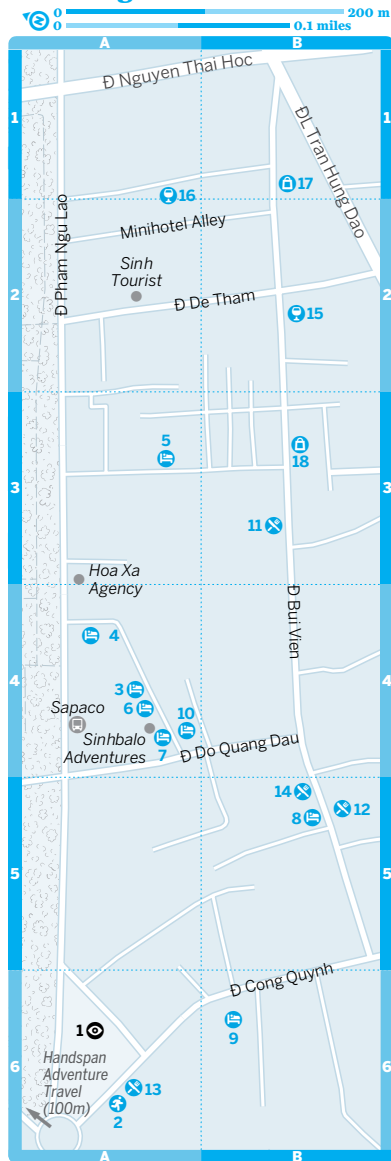 N
0 200 m
0 0.1 miles
A B
Đ Nguyen Thai Hoc
1 1
ĐL Tran Hung Dao
Đ Pham Ngu Lao
16
17
Minihotel Alley
Sinh
Tourist
2 2
Đ De Tham
15
5
18
3 3
11
Hoa Xa
Agency
Đ Bui Vien
4
3
4 4
6
10
Sapaco
Sinhbalo
Adventures
7
Đ Do Quang Dau
14
12
8
5 5
Đ Cong Quynh
9
1
Handspan
Adventure
Travel
(100m)
6 6
13
2
A B